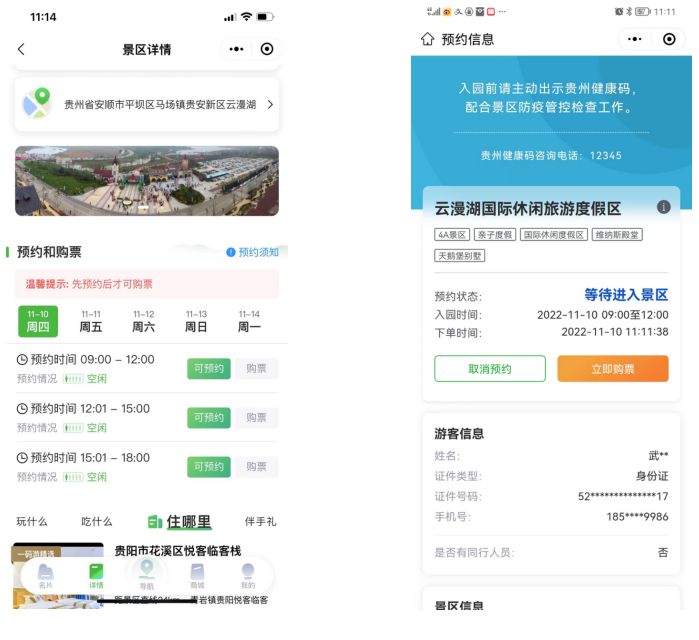 11:14
景区详情
贵州省安顺市平坝区马场镇贵安新区云漫湖
预约和购票
预约须知
温馨提示: 先预约后才可购票
11-10
周四
11-11
周五
11-12
周六
11-13
周日
11-14
周一
预约时间 09:00 – 12:00
预约情况 空闲
可预约
购票
预约时间 12:01 – 15:00
预约情况 空闲
可预约
购票
预约时间 15:01 – 18:00
预约情况 空闲
可预约
购票
玩什么
吃什么
住哪里
伴手礼
一码游精选
贵阳市花溪区悦客临客栈
名片
详情
导航
商城
我的
青岩镇贵阳悦客临客
11:11
预约信息
入园前请主动出示贵州健康码，
配合景区防疫管控检查工作。
贵州健康码咨询电话：12345
云漫湖国际休闲旅游度假区
4A景区
亲子度假
国际休闲度假区
维纳斯殿堂
天鹅堡别墅
预约状态:
等待进入景区
入园时间:
2022-11-10 09:00至12:00
下单时间:
2022-11-10 11:11:38
取消预约
立即购票
游客信息
姓名:
武**
证件类型:
身份证
证件号码:
52**************17
手机号:
185****9986
是否有同行人员:
否
景区信息